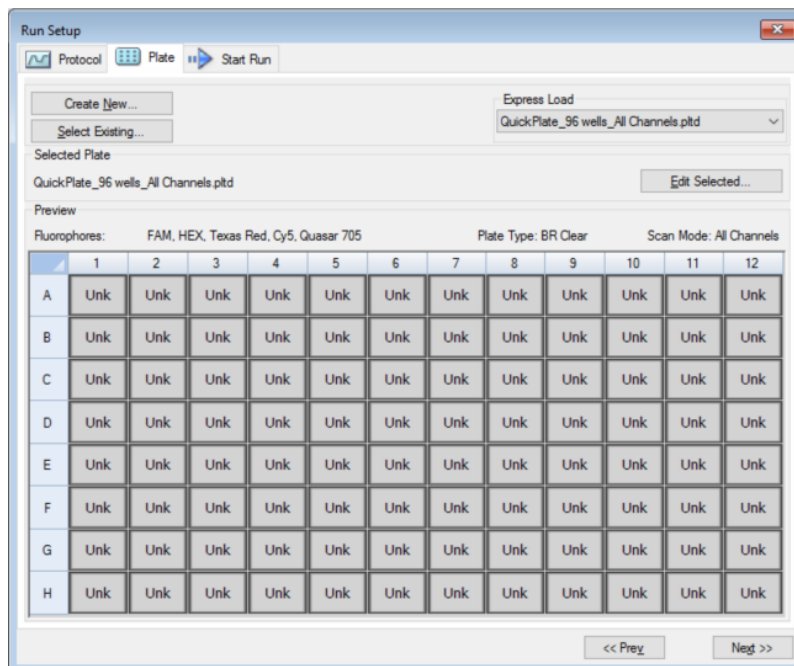 Run Setup
Protocol Plate Start Run
Create New...
Express Load
Select Existing...
QuickPlate_96 wells_All Channels.pltd
Selected Plate
QuickPlate_96 wells_All Channels.pltd Edit Selected...
Preview
Fluorophores: FAM, HEX, Texas Red, Cy5, Quasar 705 Plate Type: BR Clear Scan Mode: All Channels
1 2 3 4 5 6 7 8 9 10 11 12
A Unk Unk Unk Unk Unk Unk Unk Unk Unk Unk Unk Unk
B Unk Unk Unk Unk Unk Unk Unk Unk Unk Unk Unk Unk
C Unk Unk Unk Unk Unk Unk Unk Unk Unk Unk Unk Unk
D Unk Unk Unk Unk Unk Unk Unk Unk Unk Unk Unk Unk
E Unk Unk Unk Unk Unk Unk Unk Unk Unk Unk Unk Unk
F Unk Unk Unk Unk Unk Unk Unk Unk Unk Unk Unk Unk
G Unk Unk Unk Unk Unk Unk Unk Unk Unk Unk Unk Unk
H Unk Unk Unk Unk Unk Unk Unk Unk Unk Unk Unk Unk
<< Prev Next >>